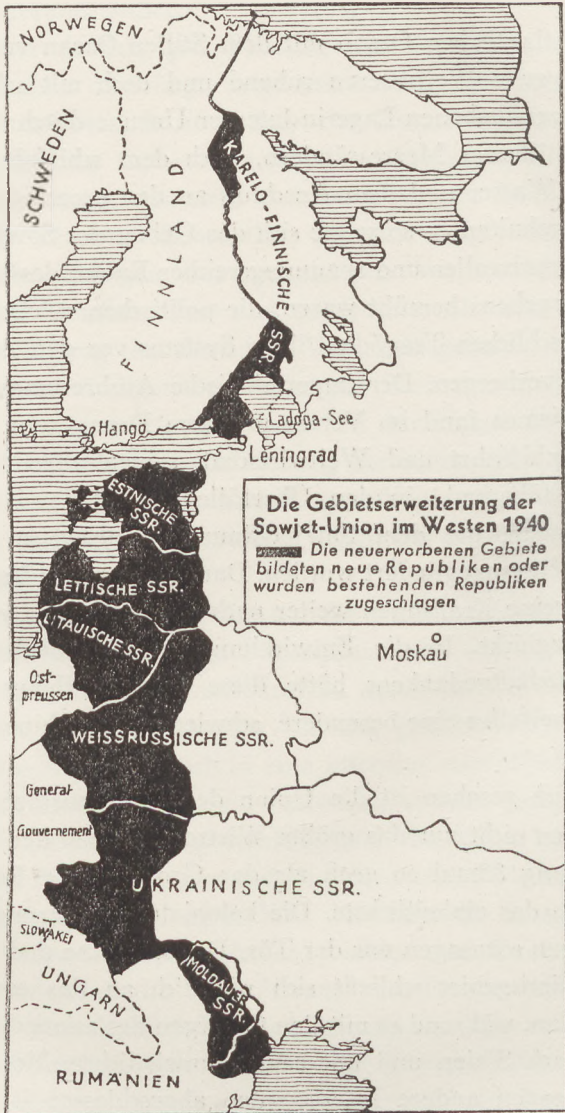 NORWEGEN
SCHWEDEN
FINNLAND
KARELO-FINNISCHE
SSR.
Hangö
Ladoga-See
Leningrad
ESTNISCHE
SSR.
Die Gebietserweiterung der
Sowjet-Union im Westen 1940
Die neuerworbenen Gebiete
bildeten neue Republiken oder
wurden bestehenden Republiken
zugeschlagen
LETTISCHE SSR.
LITAUISCHE SSR.
Moskau
Ost-
preussen
WEISSRUSSISCHE SSR.
General-
Gouvernement
UKRAINISCHE SSR.
SLOWAKEI
MOLDAUER
SSR.
UNGARN
RUMÄNIEN